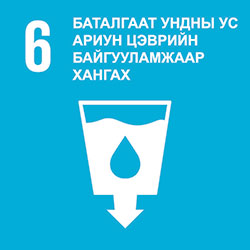 6 БАТАЛГААТ УНДНЫ УС
АРИУН ЦЭВРИЙН
БАЙГУУЛАМЖААР
ХАНГАХ